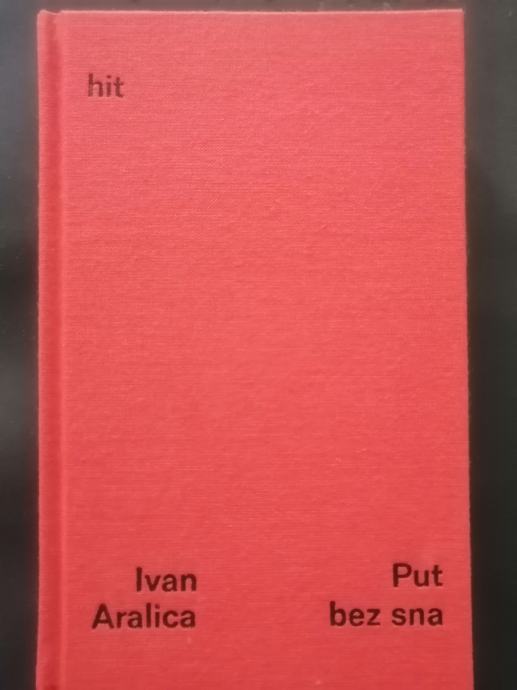 hit
Ivan
Aralica
Put
bez sna